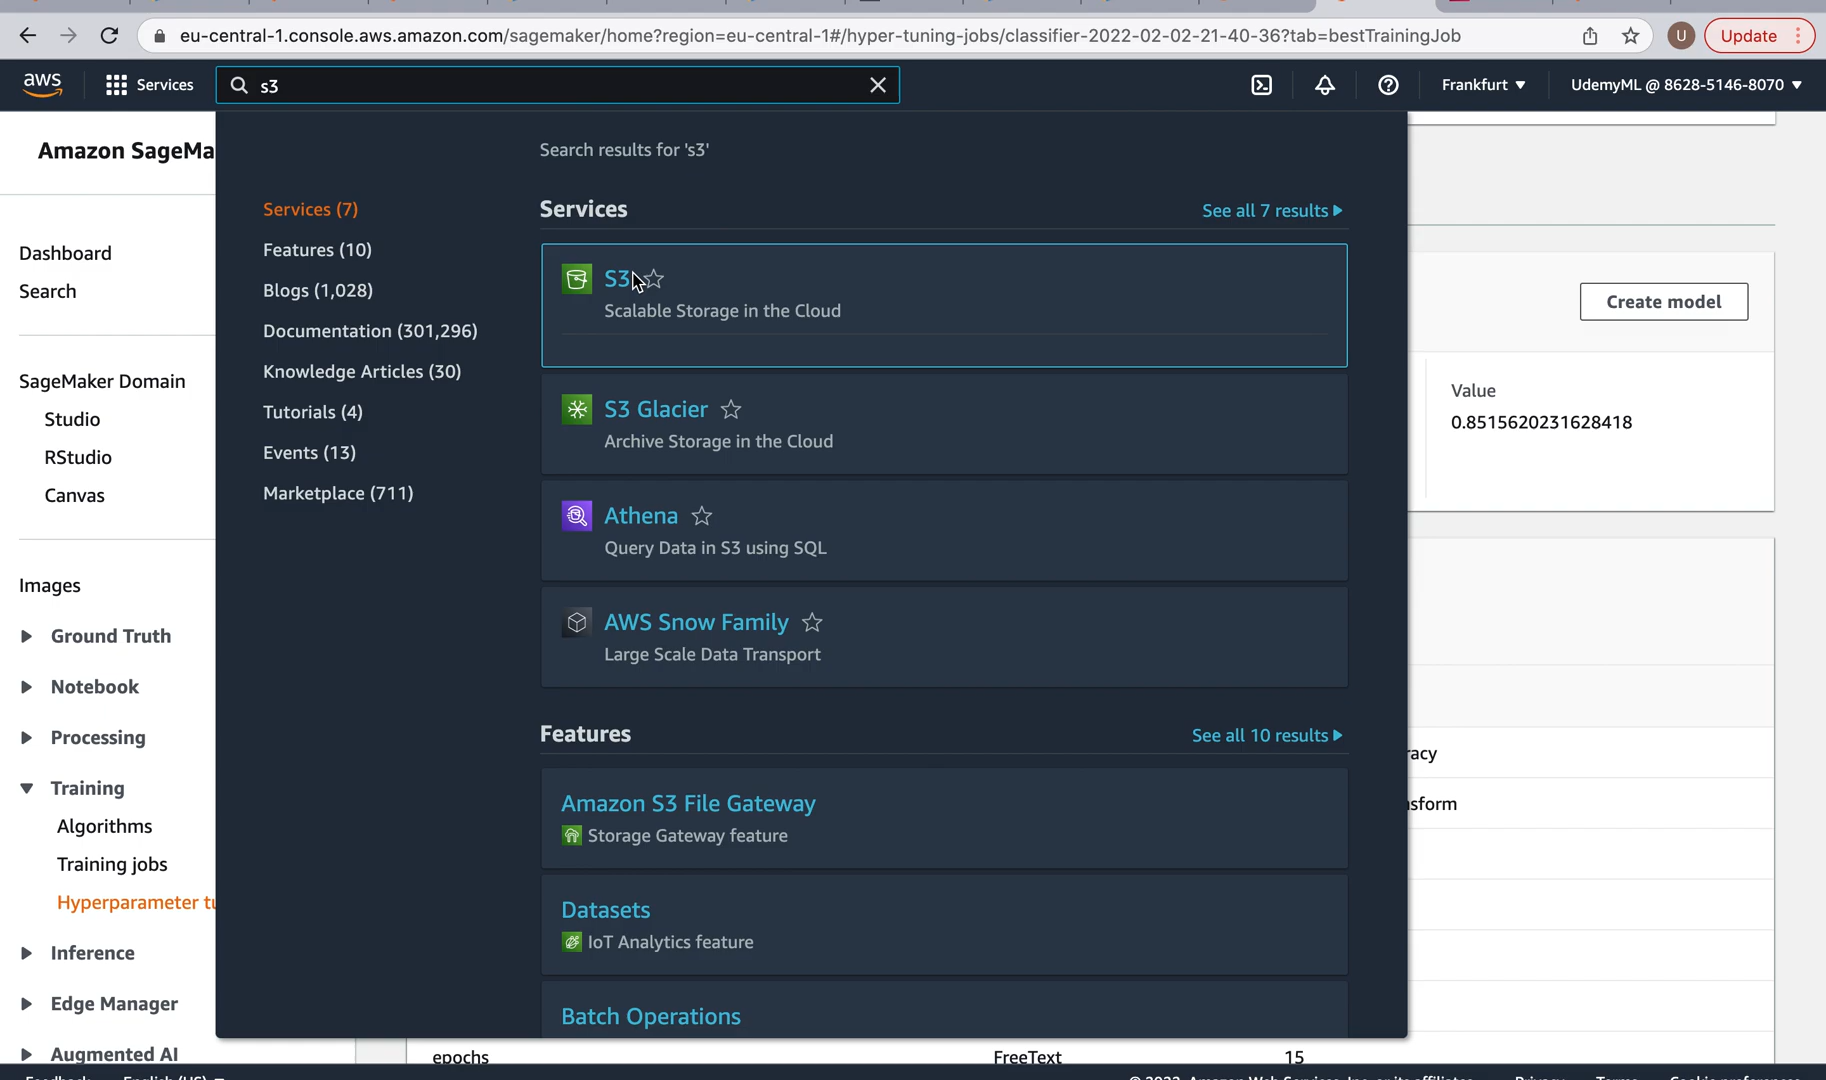 eu-central-1.console.aws.amazon.com/sagemaker/home?region=eu-central-1#/hyper-tuning-jobs/classifier-2022-02-02-21-40-36?tab=bestTrainingJob
U
Update
aws
Services
s3
Frankfurt
UdemyML @ 8628-5146-8070
Amazon SageMa
Dashboard
Search
SageMaker Domain
Studio
RStudio
Canvas
Images
Ground Truth
Notebook
Processing
Training
Algorithms
Training jobs
Hyperparameter tu
Inference
Edge Manager
Augmented AI
Search results for 's3'
Services (7)
Features (10)
Blogs (1,028)
Documentation (301,296)
Knowledge Articles (30)
Tutorials (4)
Events (13)
Marketplace (711)
Services
See all 7 results
S3
Scalable Storage in the Cloud
S3 Glacier
Archive Storage in the Cloud
Athena
Query Data in S3 using SQL
AWS Snow Family
Large Scale Data Transport
Features
See all 10 results
Amazon S3 File Gateway
Storage Gateway feature
Datasets
IoT Analytics feature
Batch Operations
Create model
Value
0.8515620231628418
racy
sform
epochs
FreeText
15
Feedback
English (US)
© 2022, Amazon Web Services, Inc. or its affiliates.
Privacy
Terms
Cookie preferences